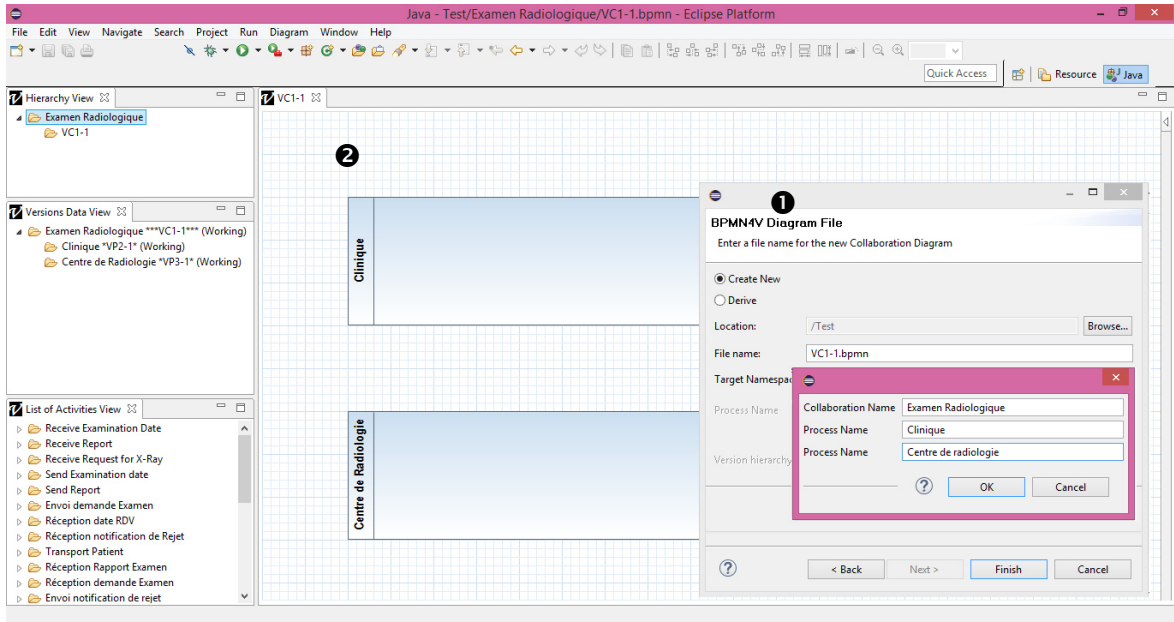 Java - Test/Examen Radiologique/VC1-1.bpmn - Eclipse Platform
File Edit View Navigate Search Project Run Diagram Window Help
Quick Access
Resource
Java
Hierarchy View
Examen Radiologique
VC1-1
Versions Data View
Examen Radiologique ***VC1-1*** (Working)
Clinique *VP2-1* (Working)
Centre de Radiologie *VP3-1* (Working)
List of Activities View
Receive Examination Date
Receive Report
Receive Request for X-Ray
Send Examination date
Send Report
Envoi demande Examen
Réception date RDV
Réception notification de Rejet
Transport Patient
Réception Rapport Examen
Réception demande Examen
Envoi notification de rejet
VC1-1
2
Clinique
Centre de Radiologie
1
BPMN4V Diagram File
Enter a file name for the new Collaboration Diagram
Create New
Derive
Location: /Test Browse...
File name: VC1-1.bpmn
Target Namespa
Process Name
Version hierarchy
Collaboration Name Examen Radiologique
Process Name Clinique
Process Name Centre de radiologie
? OK Cancel
? < Back Next > Finish Cancel